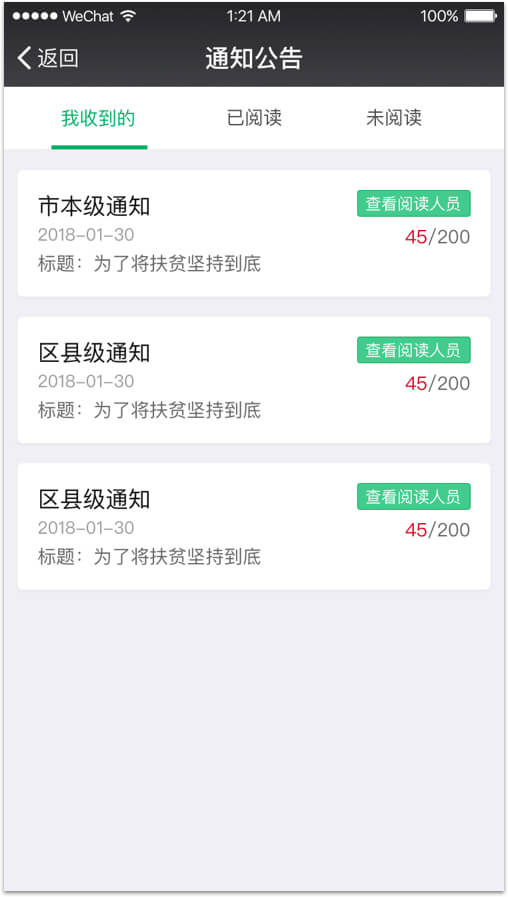 WeChat 1:21 AM 100%
返回 通知公告
我收到的 已阅读 未阅读
市本级通知 查看阅读人员
2018-01-30 45/200
标题：为了将扶贫坚持到底
区县级通知 查看阅读人员
2018-01-30 45/200
标题：为了将扶贫坚持到底
区县级通知 查看阅读人员
2018-01-30 45/200
标题：为了将扶贫坚持到底